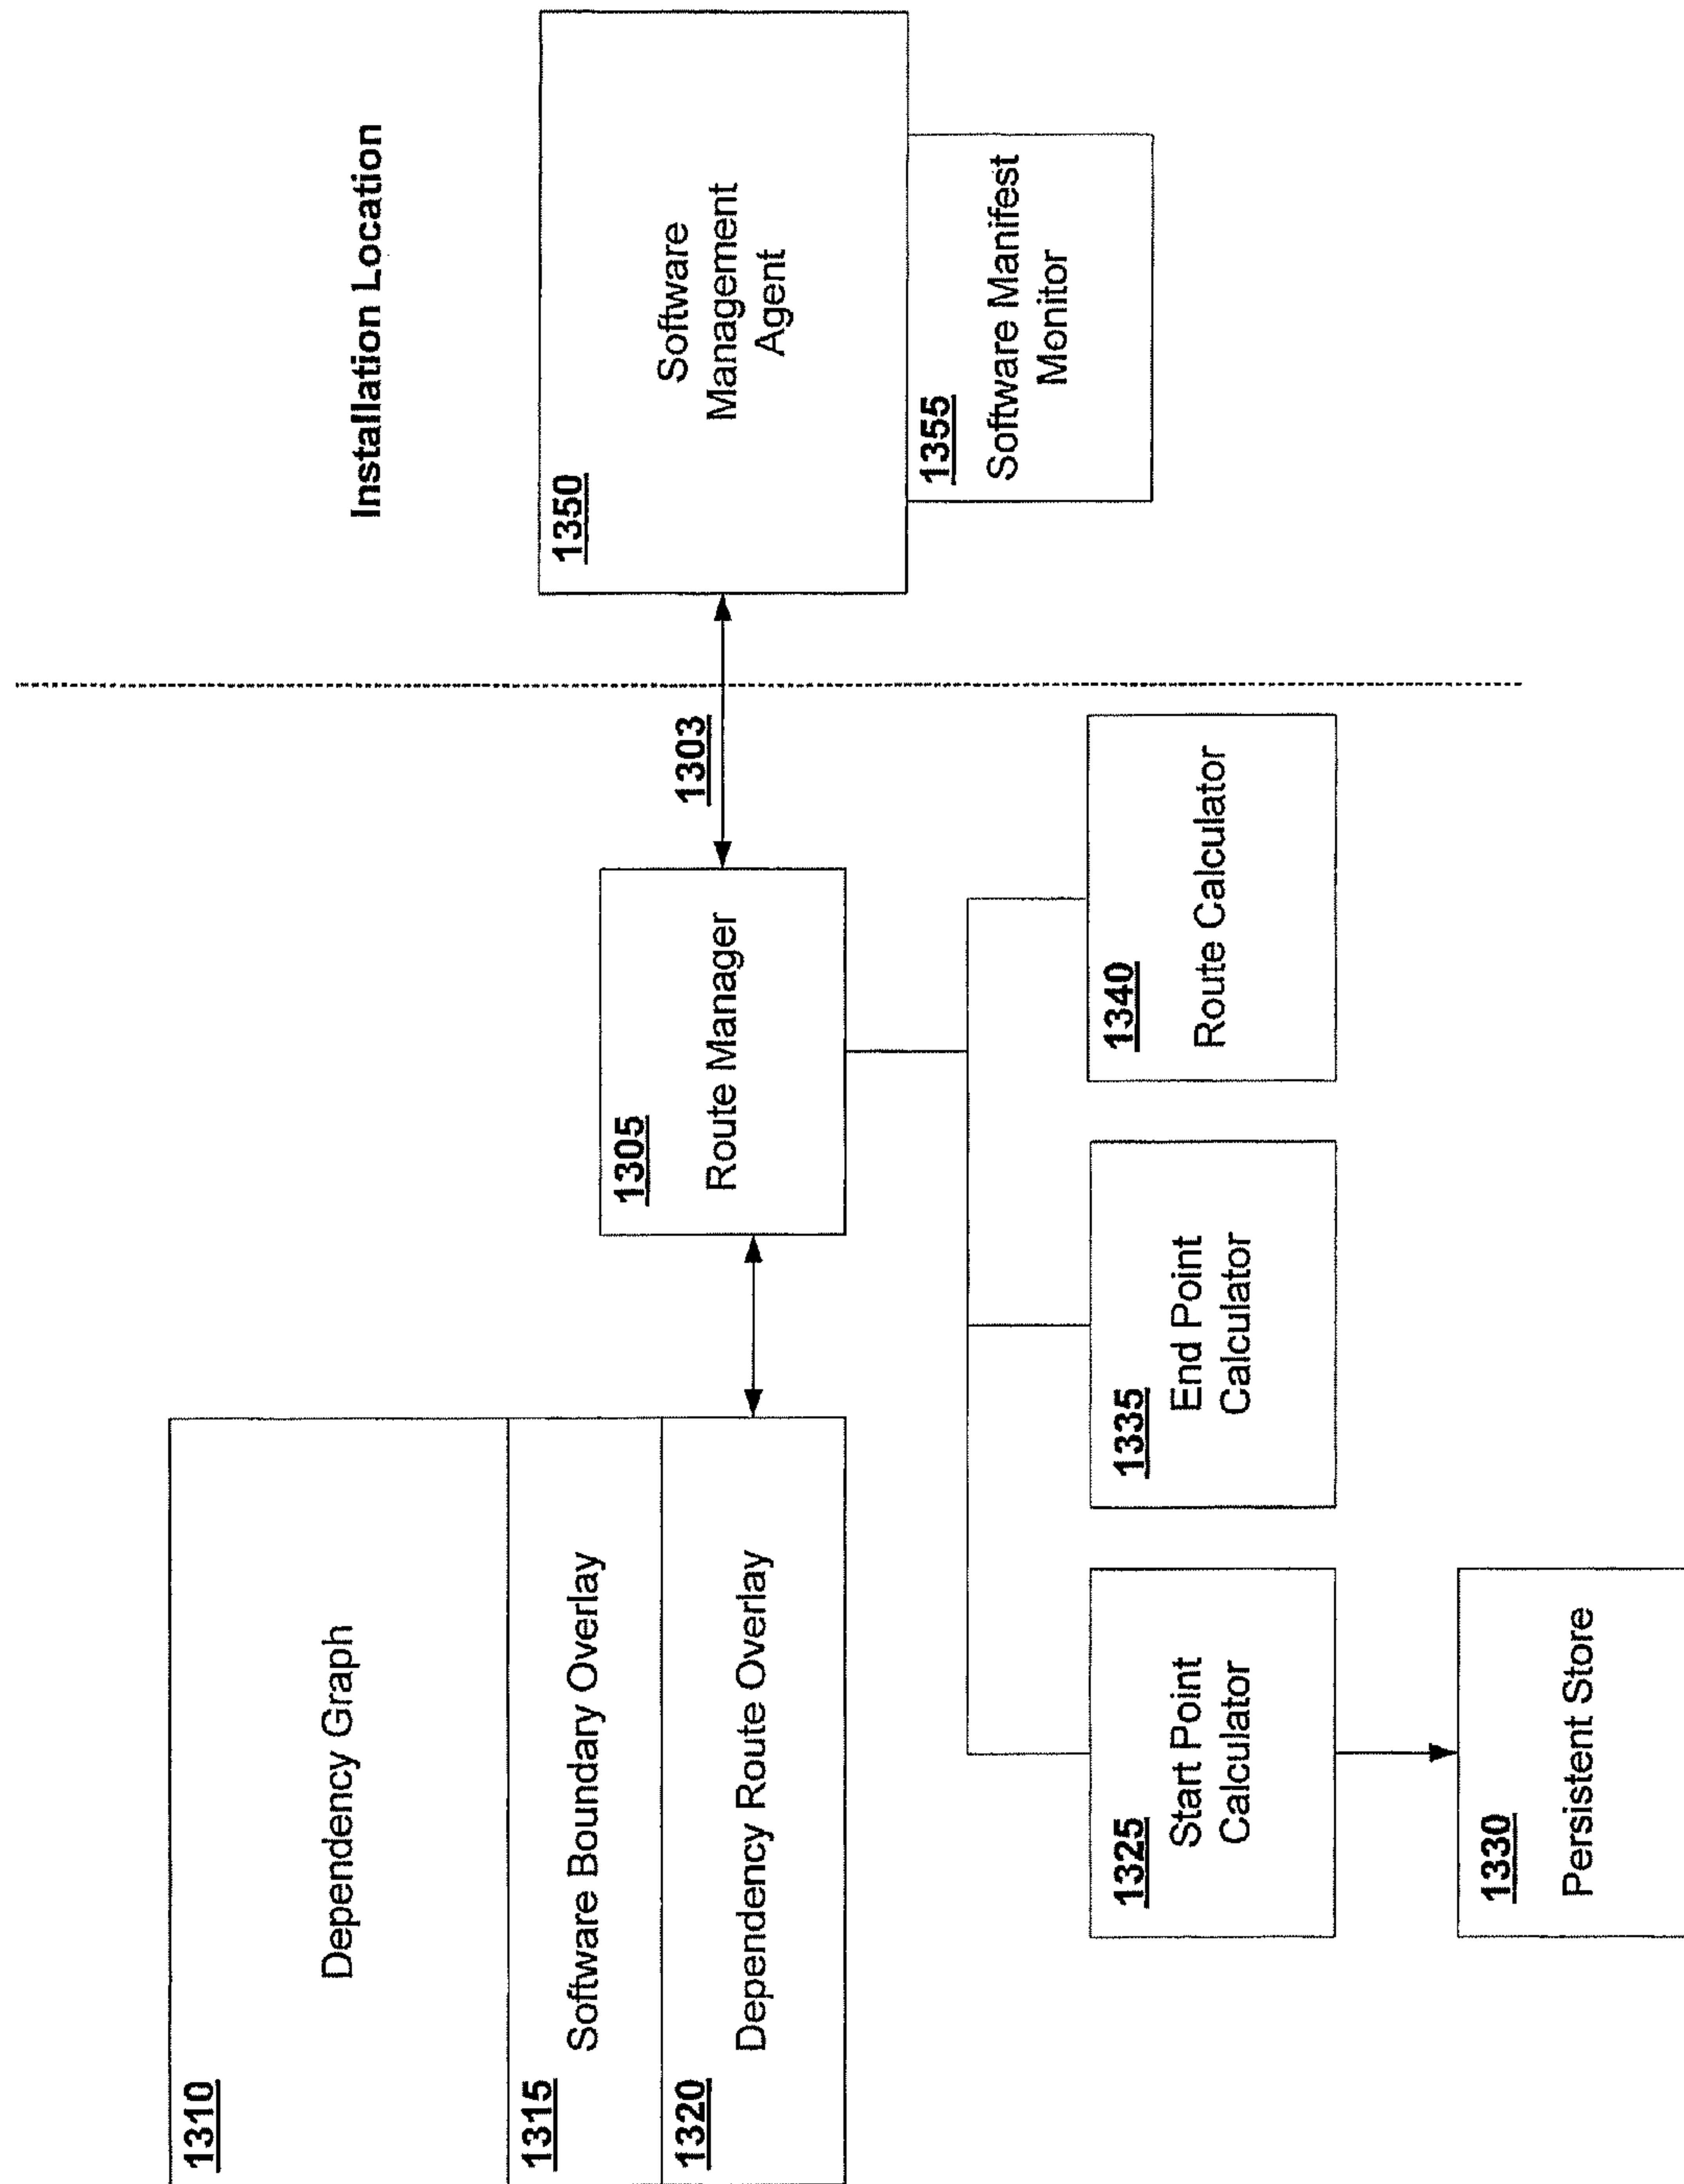 Installation Location
1310
Dependency Graph
1315
Software Boundary Overlay
1320
Dependency Route Overlay
1305
Route Manager
1303
1350
Software
Management
Agent
1355
Software Manifest
Monitor
1325
Start Point
Calculator
1335
End Point
Calculator
1340
Route Calculator
1330
Persistent Store